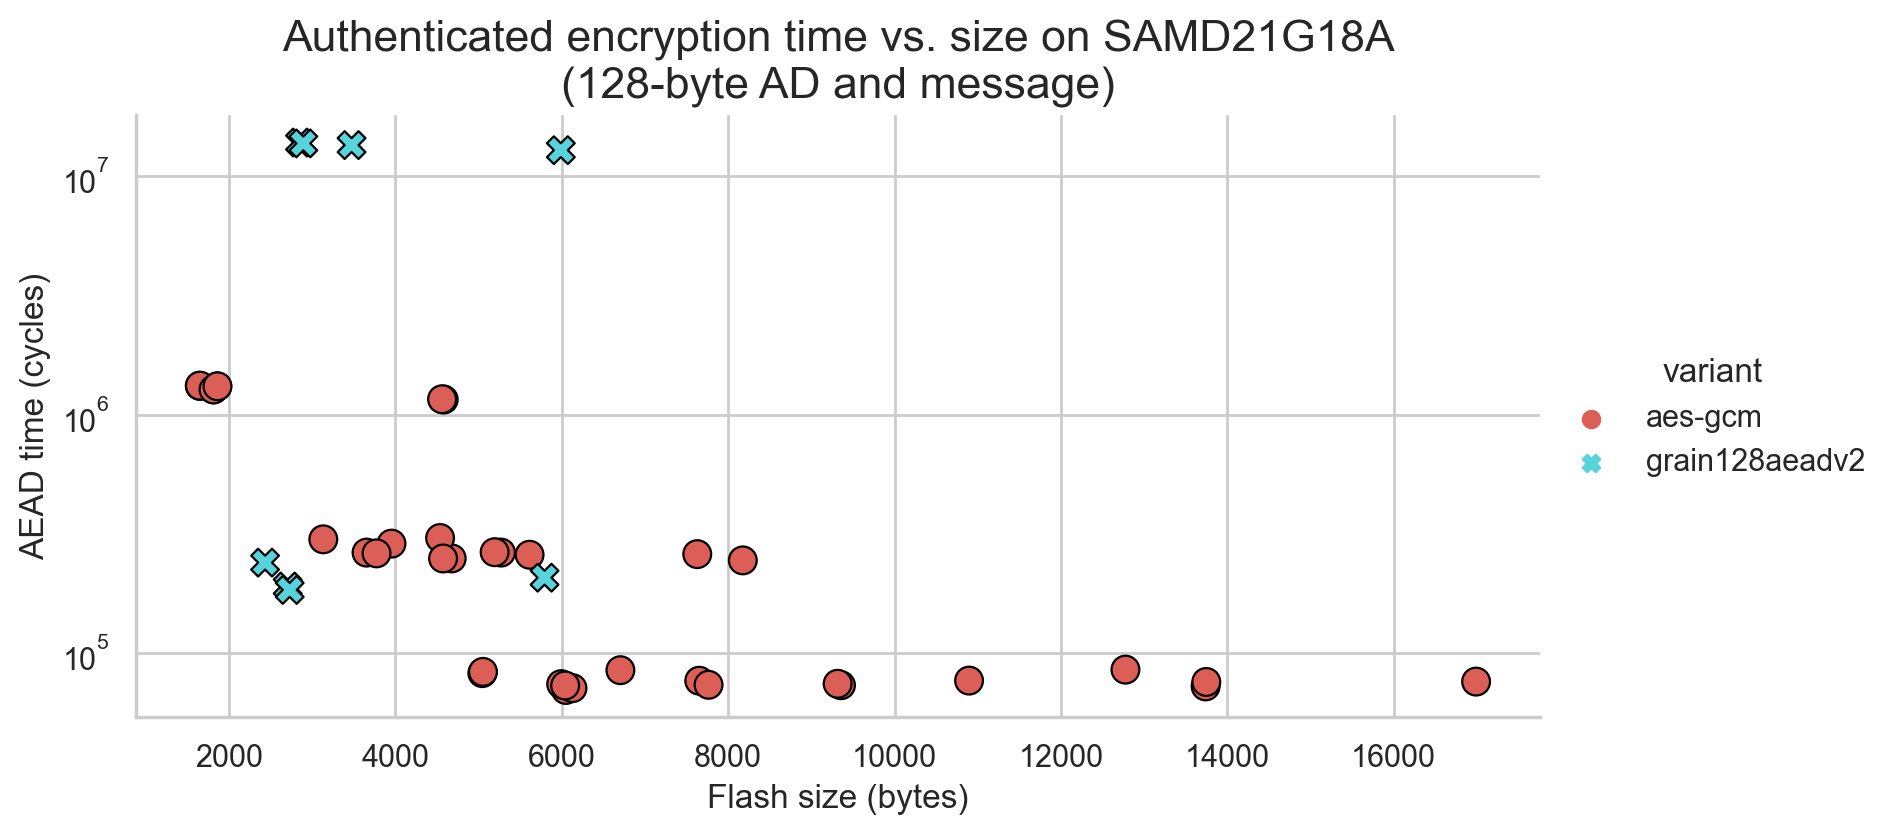 Authenticated encryption time vs. size on SAMD21G18A
(128-byte AD and message)
AEAD time (cycles)
10^7
10^6
10^5
2000
4000
6000
8000
10000
12000
14000
16000
Flash size (bytes)
variant
aes-gcm
grain128aeadv2